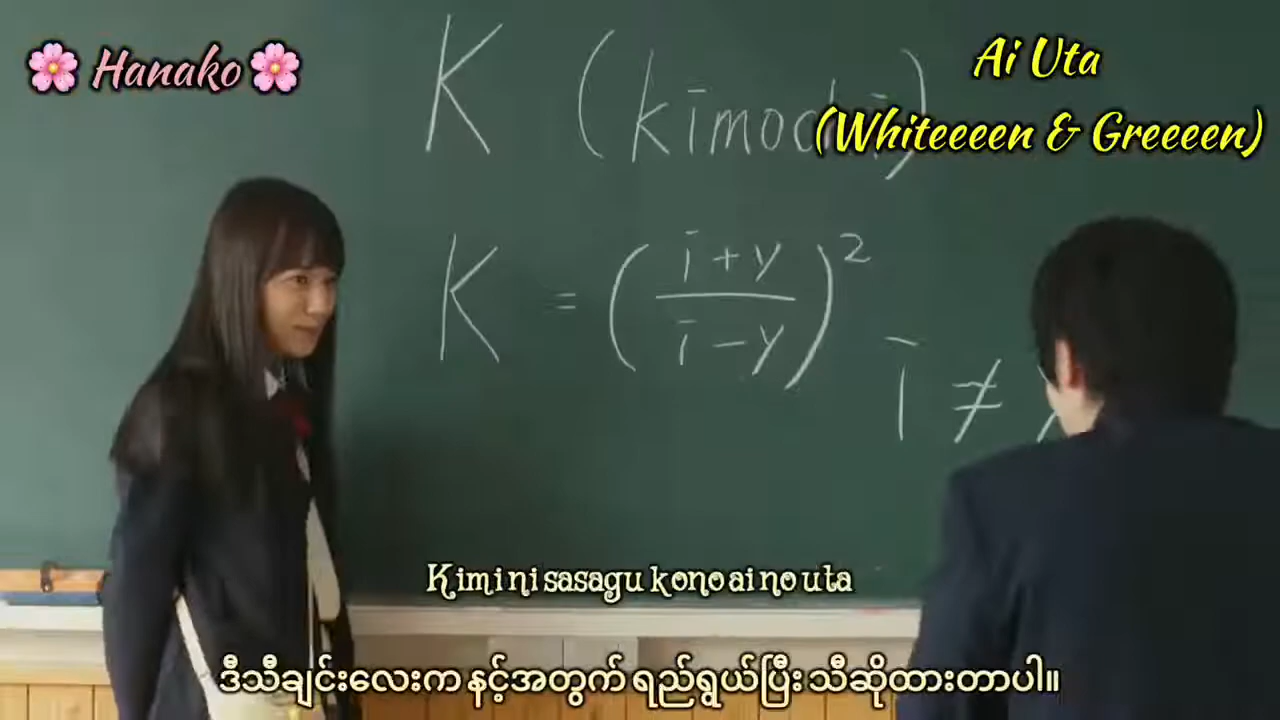 🌸 Hanako 🌸
Ai Uta
(Whiteeeen & Greeeen)
K (kimochi)
K = (i+y / i-y)²
i ≠
Kimi ni sasagu kono ai no uta
ဒီသီချင်းလေးက နင့်အတွက် ရည်ရွယ်ပြီး သီဆိုထားတာပါ။